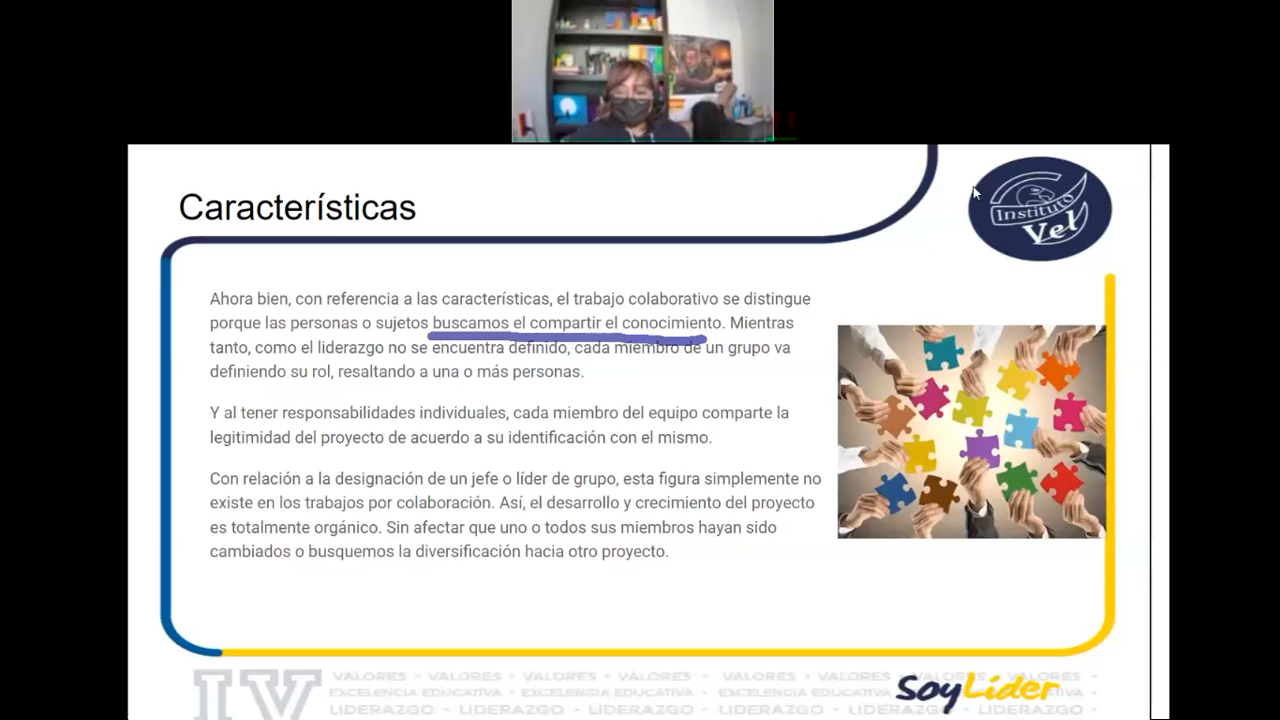 Características
Instituto
Vel
Ahora bien, con referencia a las características, el trabajo colaborativo se distingue
porque las personas o sujetos buscamos el compartir el conocimiento. Mientras
tanto, como el liderazgo no se encuentra definido, cada miembro de un grupo va
definiendo su rol, resaltando a una o más personas.
Y al tener responsabilidades individuales, cada miembro del equipo comparte la
legitimidad del proyecto de acuerdo a su identificación con el mismo.
Con relación a la designación de un jefe o líder de grupo, esta figura simplemente no
existe en los trabajos por colaboración. Así, el desarrollo y crecimiento del proyecto
es totalmente orgánico. Sin afectar que uno o todos sus miembros hayan sido
cambiados o busquemos la diversificación hacia otro proyecto.
IV
VALORES - VALORES - VALORES - VALORES - VALORES - VALORES - VALORES -
EXCELENCIA EDUCATIVA - EXCELENCIA EDUCATIVA - EXCELENCIA EDUCATIVA -
LIDERAZGO - LIDERAZGO - LIDERAZGO - LIDERAZGO - LIDERAZGO -
SoyLíder